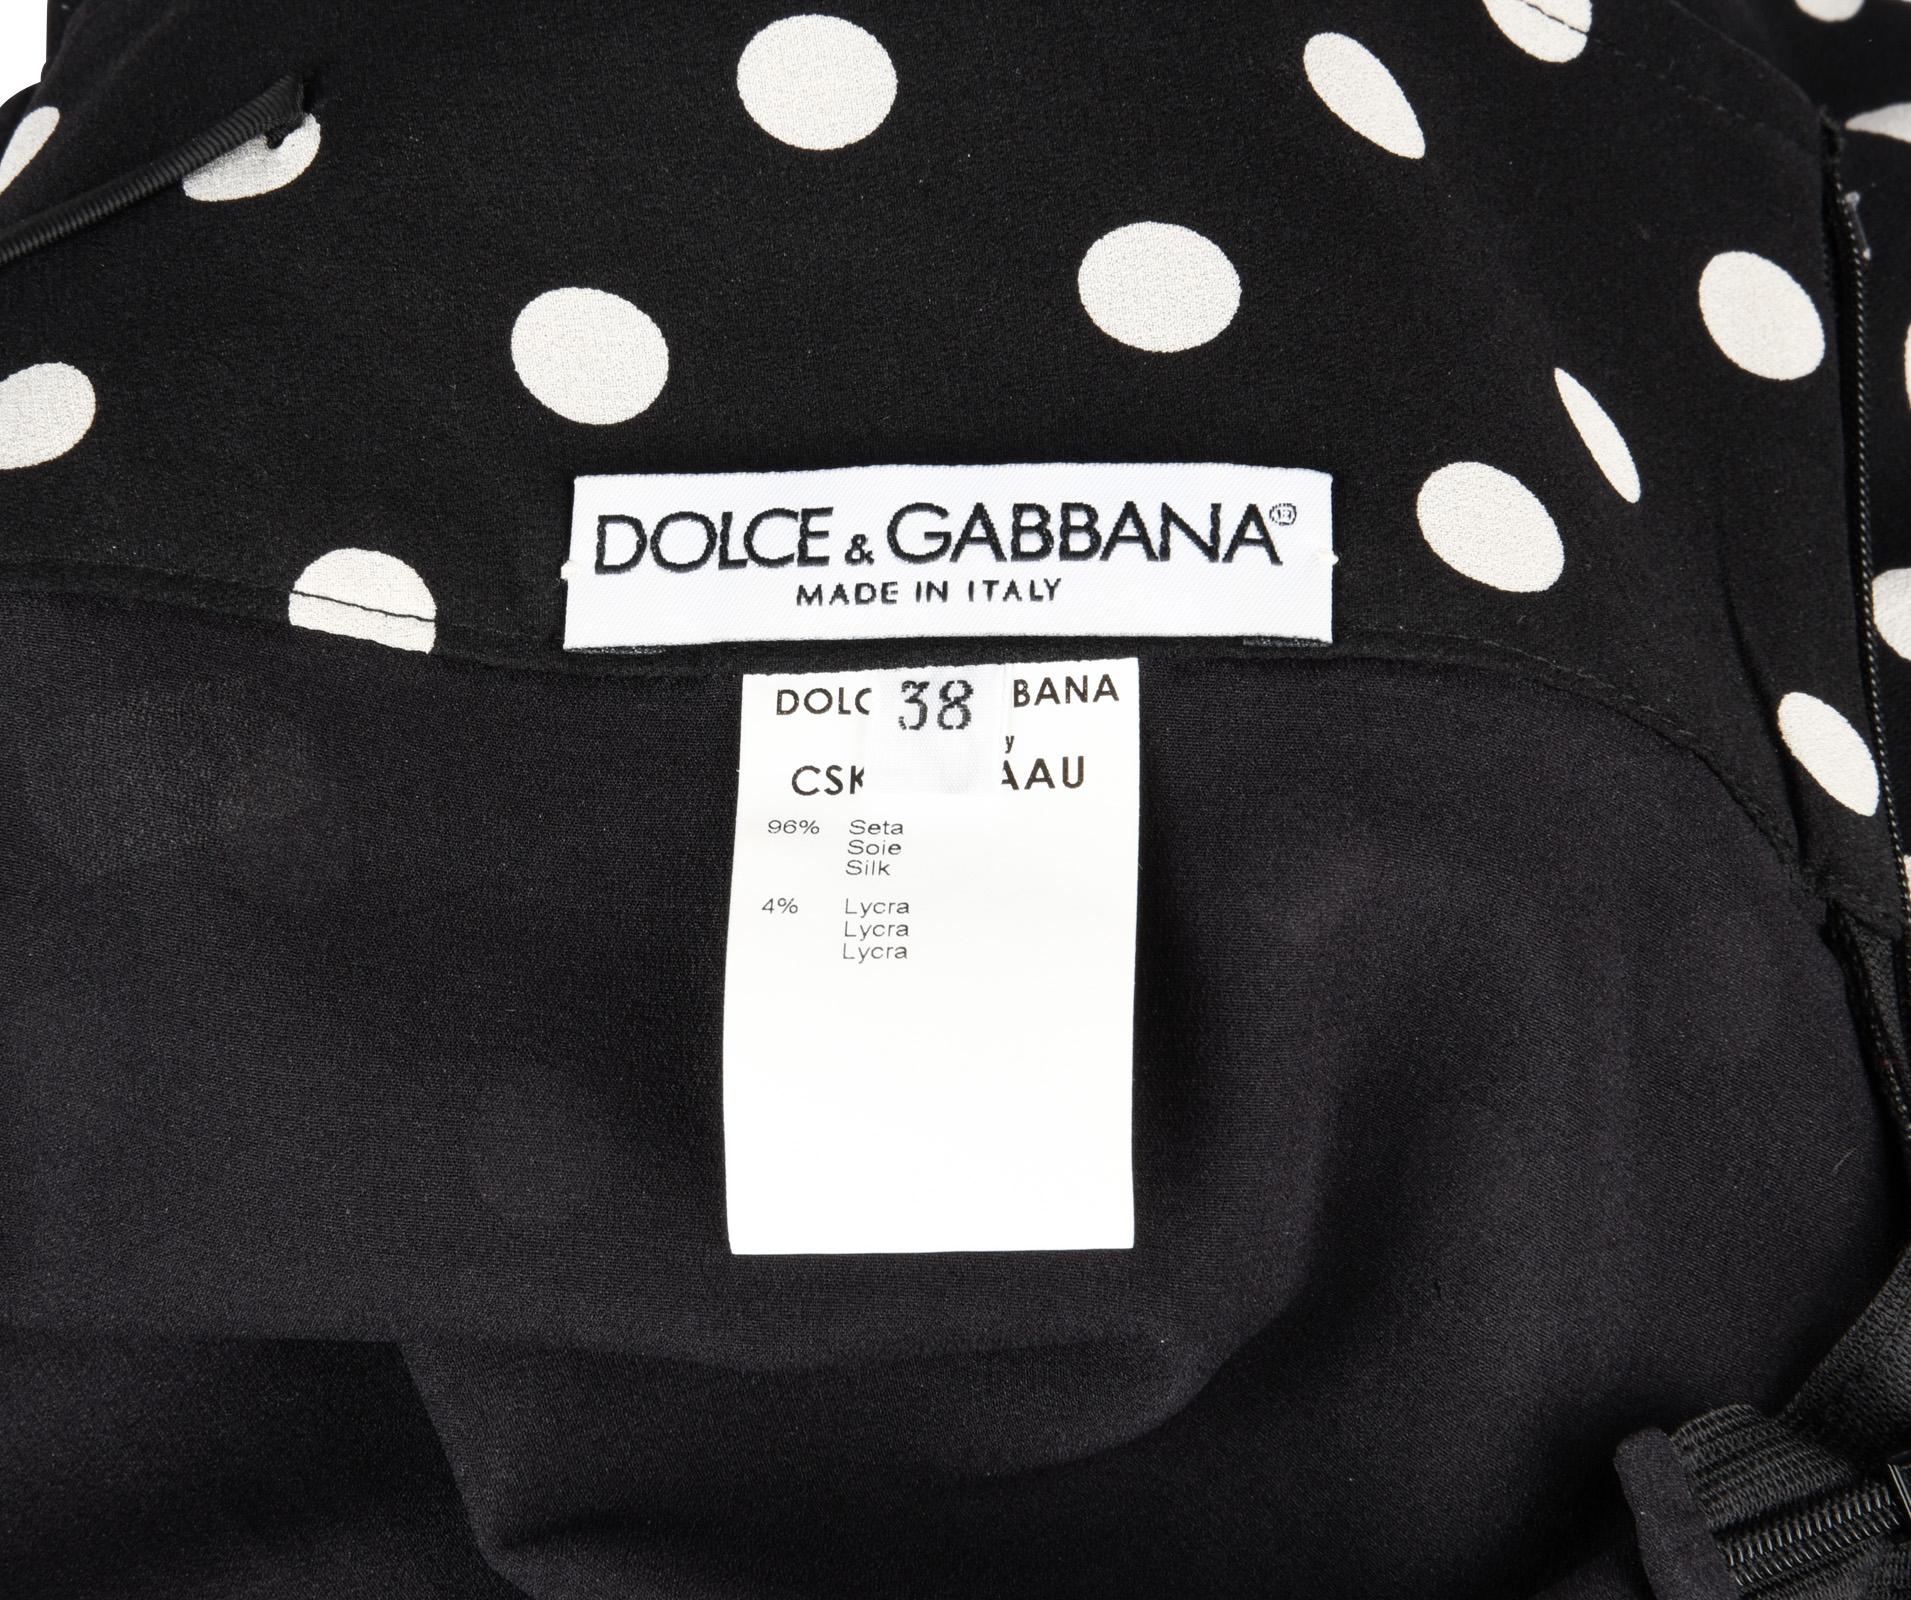 DOLCE & GABBANA®
MADE IN ITALY
38
DOLC BANA
y
CSK AAU
96% Seta
Soie
Silk
4% Lycra
Lycra
Lycra